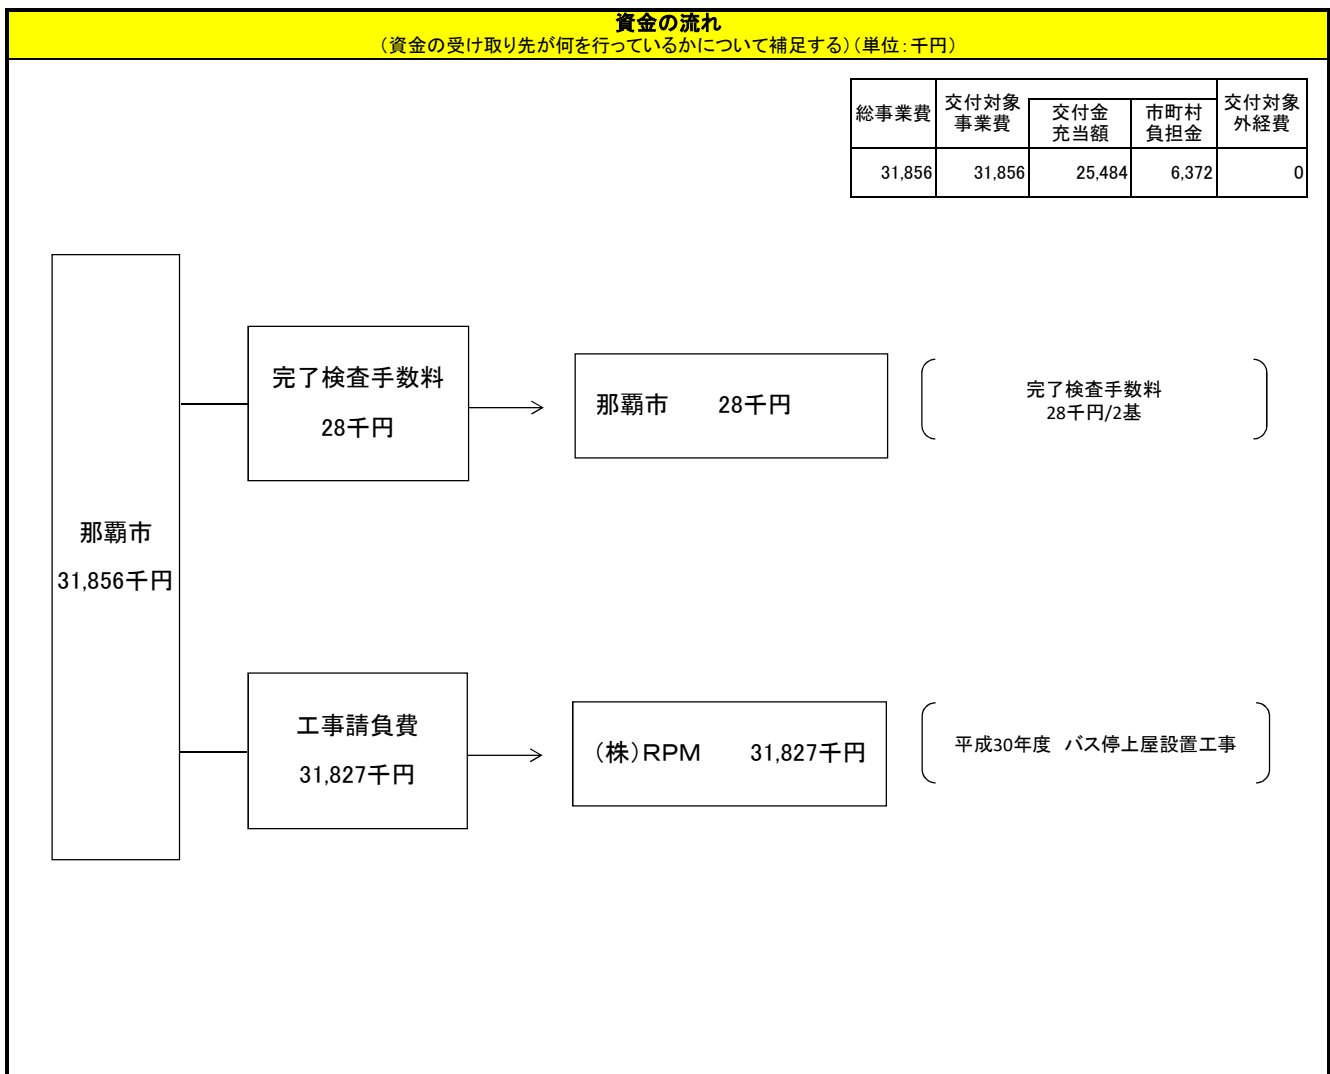 資金の流れ
（資金の受け取り先が何を行っているかについて補足する）（単位：千円）
総事業費
交付対象
事業費
交付金
充当額
市町村
負担金
交付対象
外経費
31,856
31,856
25,484
6,372
0
那覇市
31,856千円
完了検査手数料
28千円
那覇市 28千円
完了検査手数料
28千円/2基
工事請負費
31,827千円
（株）ＲＰＭ 31,827千円
平成30年度 バス停上屋設置工事